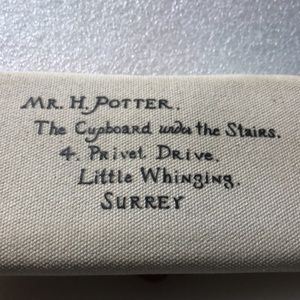 Mr. H. Potter.
The Cupboard under the Stairs.
4. Privet Drive.
Little Whinging.
Surrey